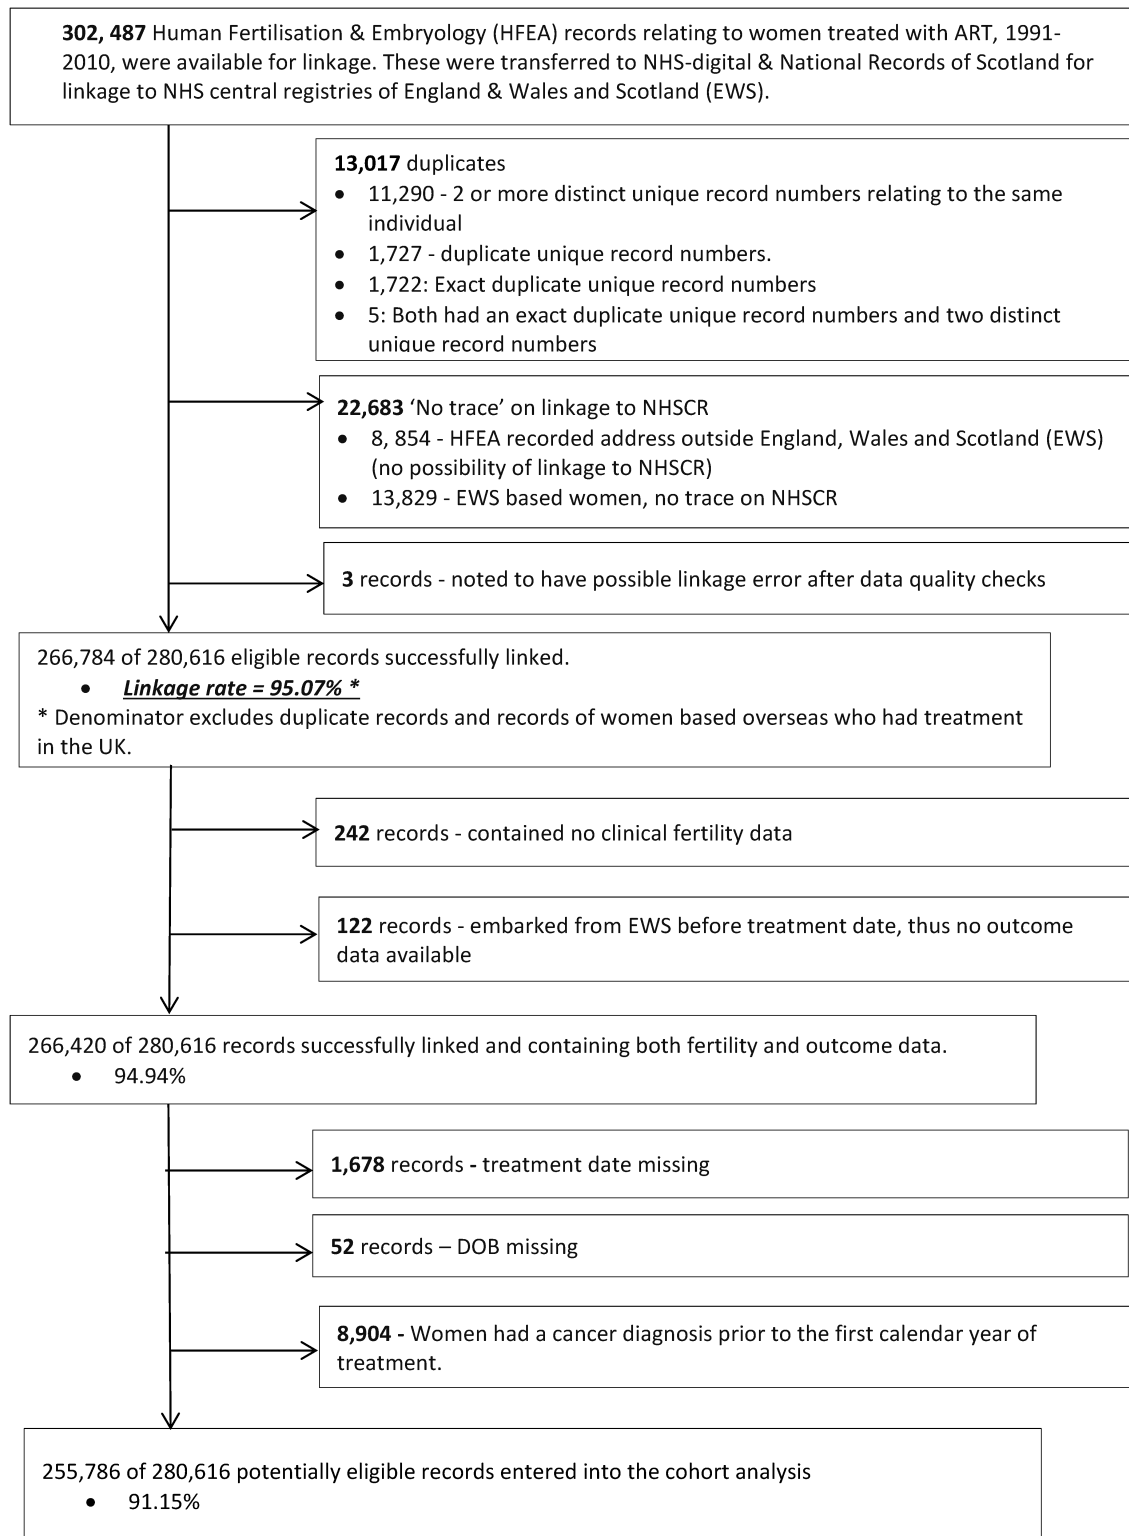 302, 487 Human Fertilisation & Embryology (HFEA) records relating to women treated with ART, 1991-
2010, were available for linkage. These were transferred to NHS-digital & National Records of Scotland for
linkage to NHS central registries of England & Wales and Scotland (EWS).
13,017 duplicates
• 11,290 - 2 or more distinct unique record numbers relating to the same
individual
• 1,727 - duplicate unique record numbers.
• 1,722: Exact duplicate unique record numbers
• 5: Both had an exact duplicate unique record numbers and two distinct
unique record numbers
22,683 ‘No trace’ on linkage to NHSCR
• 8, 854 - HFEA recorded address outside England, Wales and Scotland (EWS)
(no possibility of linkage to NHSCR)
• 13,829 - EWS based women, no trace on NHSCR
3 records - noted to have possible linkage error after data quality checks
266,784 of 280,616 eligible records successfully linked.
• Linkage rate = 95.07% *
* Denominator excludes duplicate records and records of women based overseas who had treatment
in the UK.
242 records - contained no clinical fertility data
122 records - embarked from EWS before treatment date, thus no outcome
data available
266,420 of 280,616 records successfully linked and containing both fertility and outcome data.
• 94.94%
1,678 records - treatment date missing
52 records – DOB missing
8,904 - Women had a cancer diagnosis prior to the first calendar year of
treatment.
255,786 of 280,616 potentially eligible records entered into the cohort analysis
• 91.15%